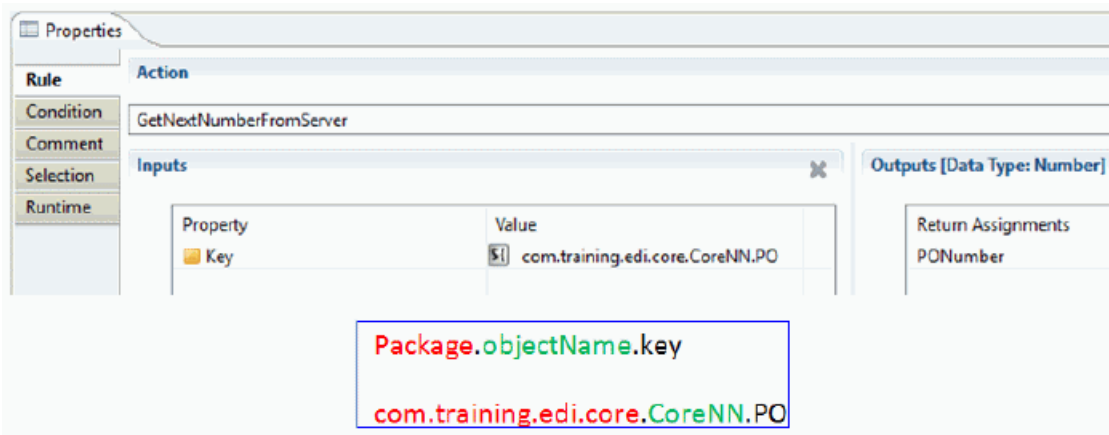 Properties
Rule
Condition
Comment
Selection
Runtime
Action
GetNextNumberFromServer
Inputs
Property Value
Key ${ com.training.edi.core.CoreNN.PO
Outputs [Data Type: Number]
Return Assignments
PONumber
Package.objectName.key
com.training.edi.core.CoreNN.PO